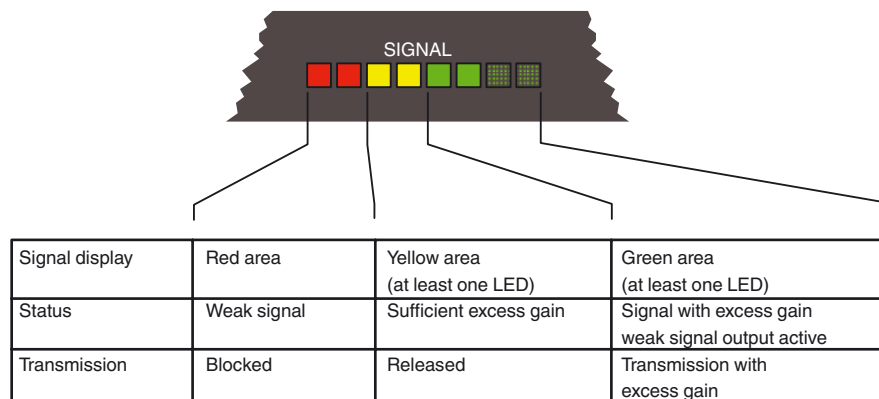 SIGNAL
Signal display Red area Yellow area Green area
(at least one LED) (at least one LED)
Status Weak signal Sufficient excess gain Signal with excess gain
weak signal output active
Transmission Blocked Released Transmission with
excess gain